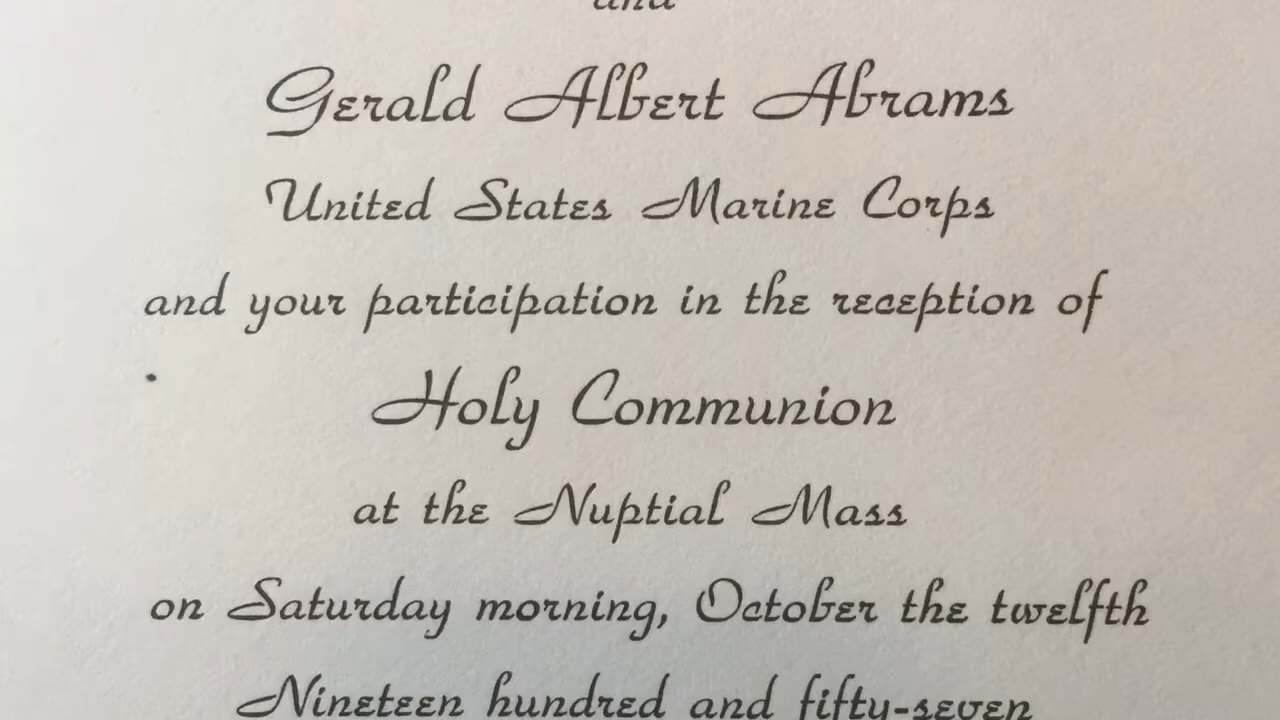 and
Gerald Albert Abrams
United States Marine Corps
and your participation in the reception of
Holy Communion
at the Nuptial Mass
on Saturday morning, October the twelfth
Nineteen hundred and fifty-seven